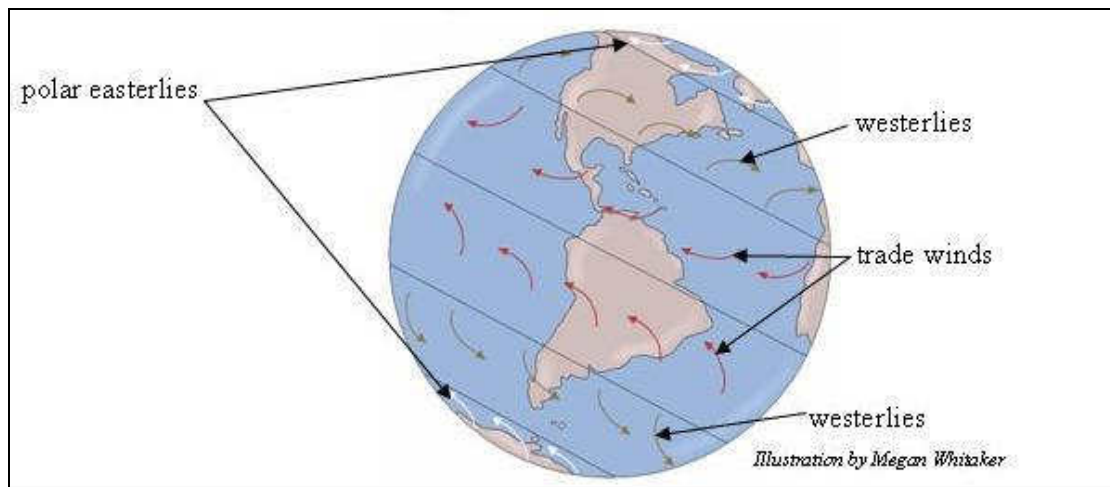 polar easterlies
westerlies
trade winds
westerlies
Illustration by Megan Whitaker